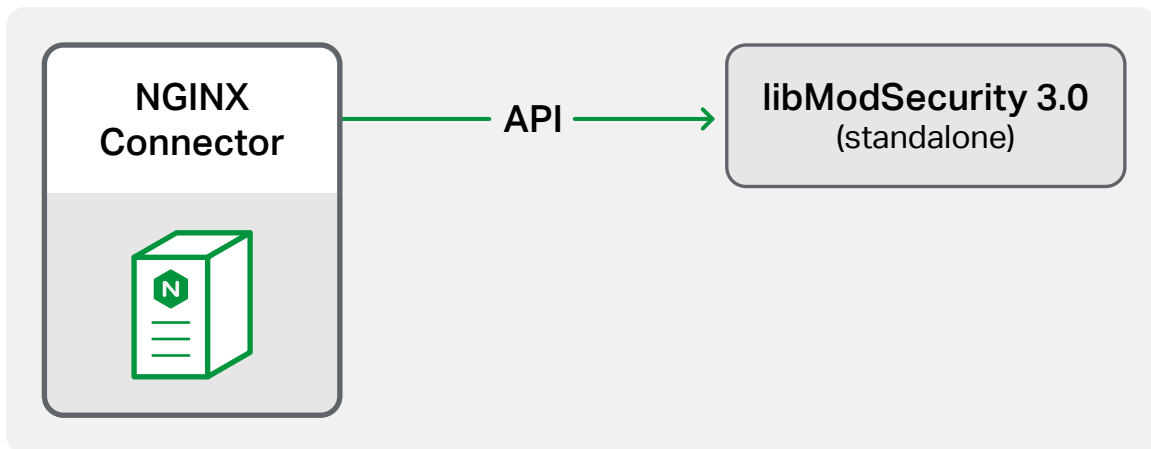 NGINX
Connector
API
libModSecurity 3.0
(standalone)
N